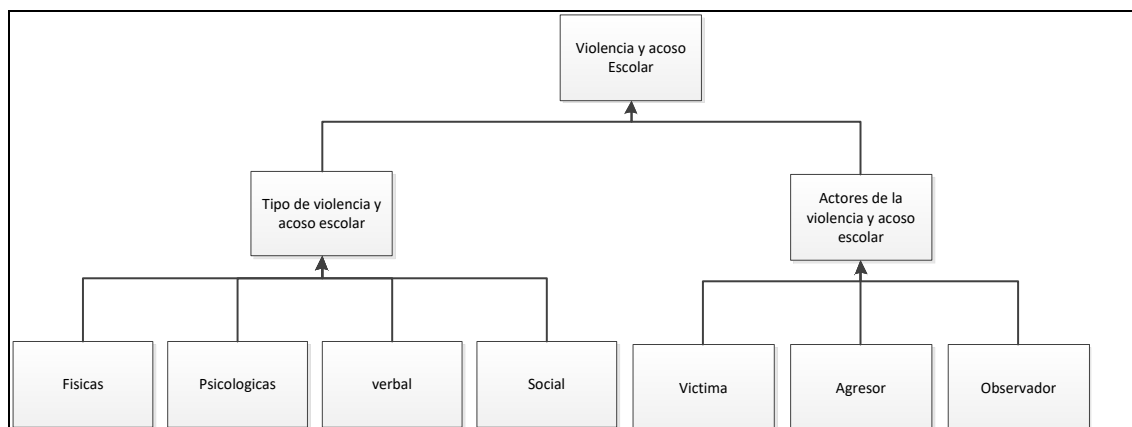 Violencia y acoso
Escolar
Tipo de violencia y
acoso escolar
Actores de la
violencia y acoso
escolar
Fisicas
Psicologicas
verbal
Social
Victima
Agresor
Observador